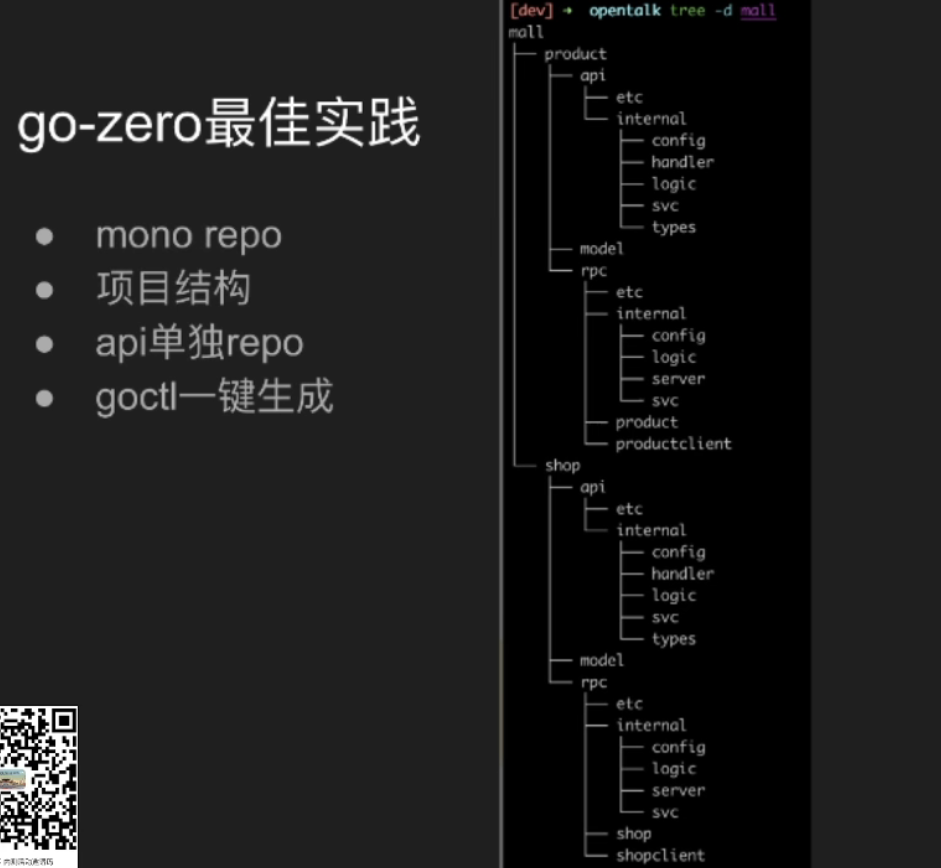 go-zero最佳实践
● mono repo
● 项目结构
● api单独repo
● goctl一键生成
[dev] ➜ opentalk tree -d mall
mall
├── product
│   ├── api
│   │   ├── etc
│   │   └── internal
│   │       ├── config
│   │       ├── handler
│   │       ├── logic
│   │       ├── svc
│   │       └── types
│   ├── model
│   └── rpc
│       ├── etc
│       ├── internal
│       │   ├── config
│       │   ├── logic
│       │   ├── server
│       │   └── svc
│       ├── product
│       └── productclient
└── shop
    ├── api
    │   ├── etc
    │   └── internal
    │       ├── config
    │       ├── handler
    │       ├── logic
    │       ├── svc
    │       └── types
    ├── model
    └── rpc
        ├── etc
        ├── internal
        │   ├── config
        │   ├── logic
        │   ├── server
        │   └── svc
        ├── shop
        └── shopclient